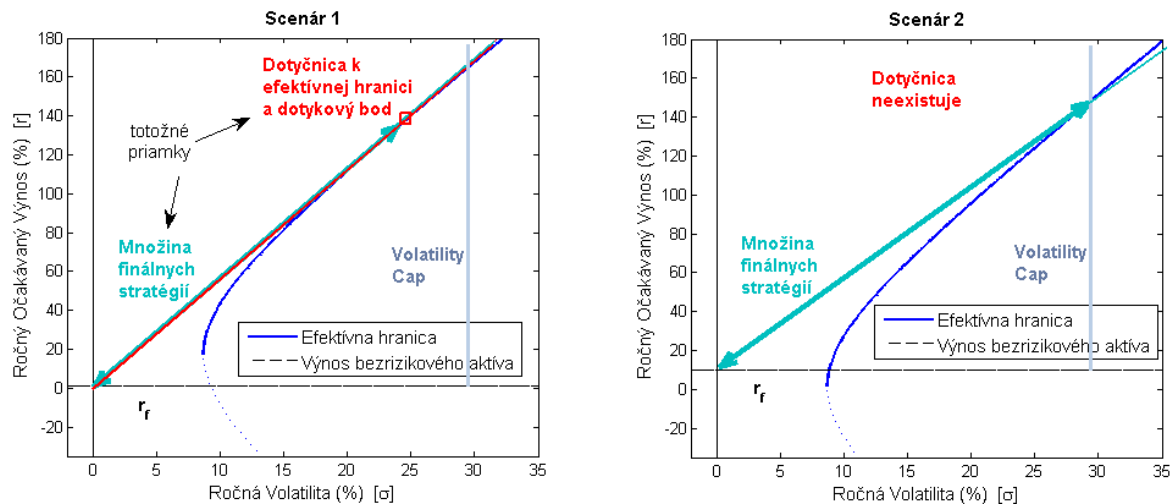 Scenár 1
Ročný Očakávaný Výnos (%) [r]
180
160
140
120
100
80
60
40
20
0
-20
Dotyčnica k
efektívnej hranici
a dotykový bod
totožné
priamky
Množina
finálnych
stratégií
Volatility
Cap
Efektívna hranica
Výnos bezrizikového aktíva
r_f
0 5 10 15 20 25 30 35
Ročná Volatilita (%) [σ]
Scenár 2
Ročný Očakávaný Výnos (%) [r]
180
160
140
120
100
80
60
40
20
0
-20
Dotyčnica
neexistuje
Množina
finálnych
stratégií
Volatility
Cap
Efektívna hranica
Výnos bezrizikového aktíva
r_f
0 5 10 15 20 25 30 35
Ročná Volatilita (%) [σ]